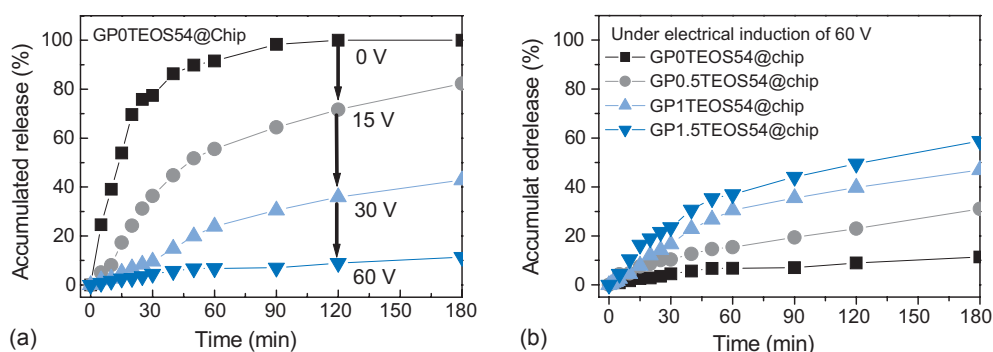 GP0TEOS54@Chip
0 V
15 V
30 V
60 V
100
80
60
40
20
0
Accumulated release (%)
0 30 60 90 120 150 180
Time (min)
(a)
Under electrical induction of 60 V
GP0TEOS54@chip
GP0.5TEOS54@chip
GP1TEOS54@chip
GP1.5TEOS54@chip
100
80
60
40
20
0
Accumulat edrelease (%)
0 30 60 90 120 150 180
Time (min)
(b)